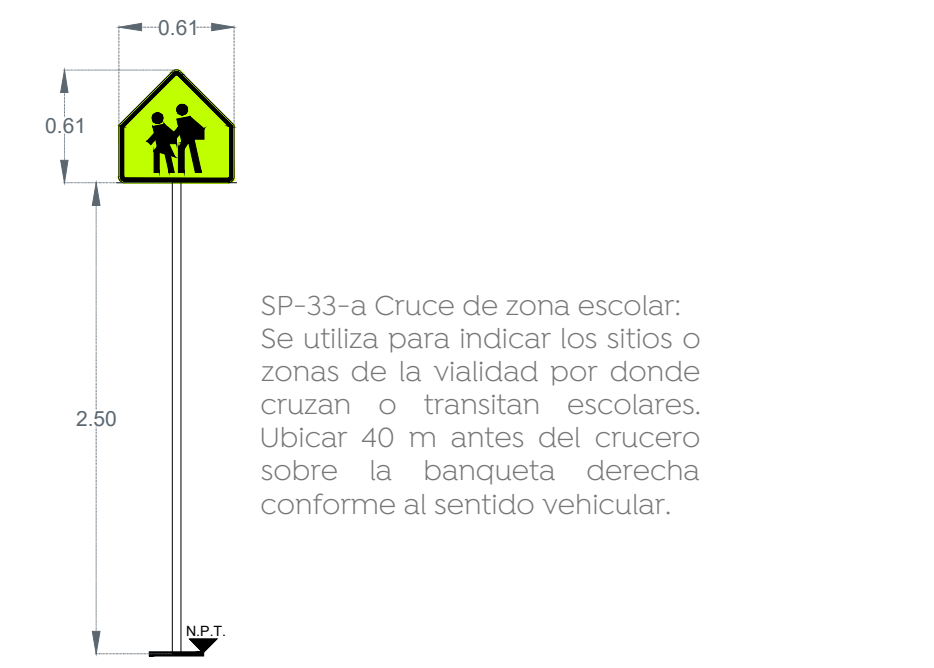 0.61
0.61
SP-33-a Cruce de zona escolar:
Se utiliza para indicar los sitios o
zonas de la vialidad por donde
cruzan o transitan escolares.
Ubicar 40 m antes del crucero
sobre la banqueta derecha
conforme al sentido vehicular.
2.50
N.P.T.